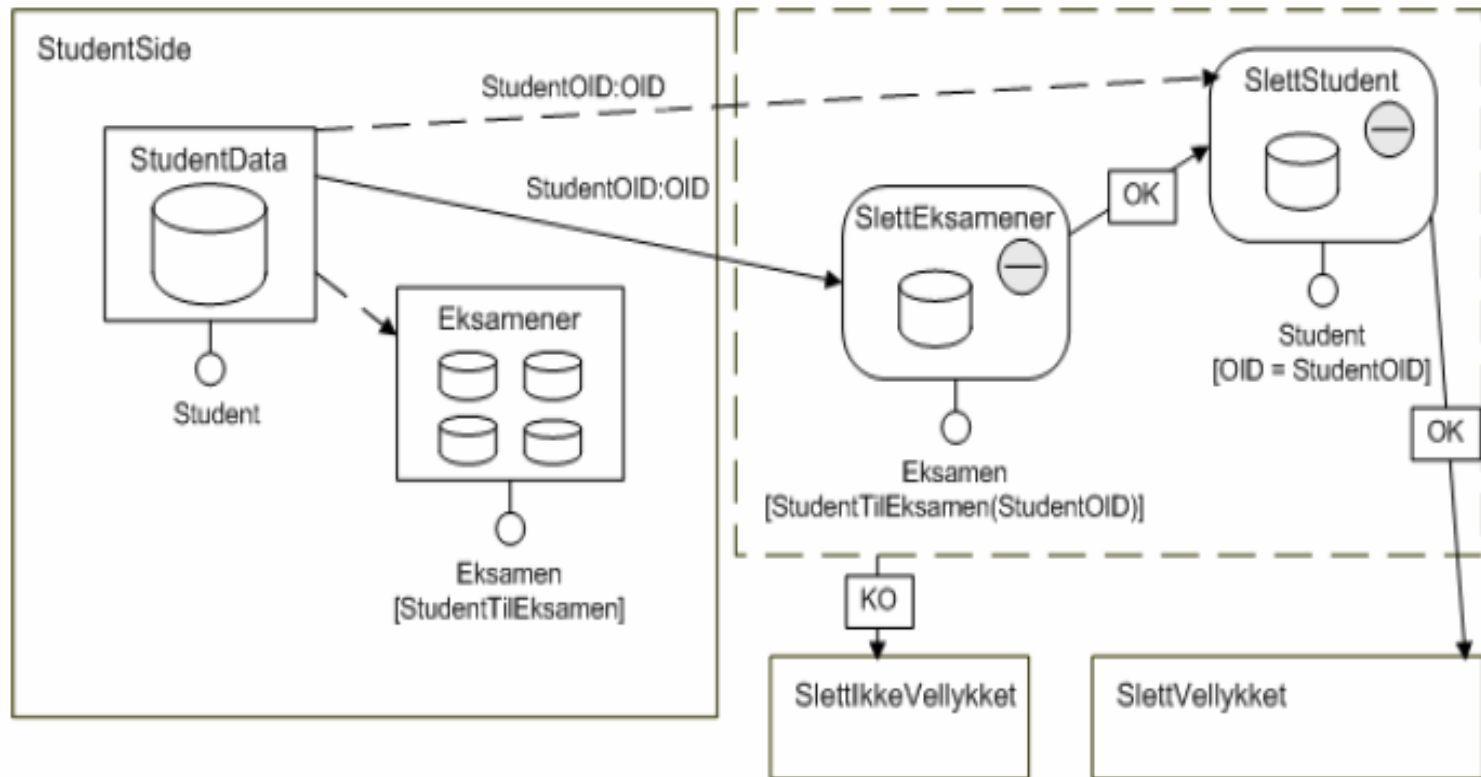 StudentSide
StudentData
Student
Eksamener
Eksamen
[StudentTilEksamen]
StudentOID:OID
StudentOID:OID
SlettEksamener
Eksamen
[StudentTilEksamen(StudentOID)]
OK
SlettStudent
Student
[OID = StudentOID]
OK
KO
SlettIkkeVellykket
SlettVellykket